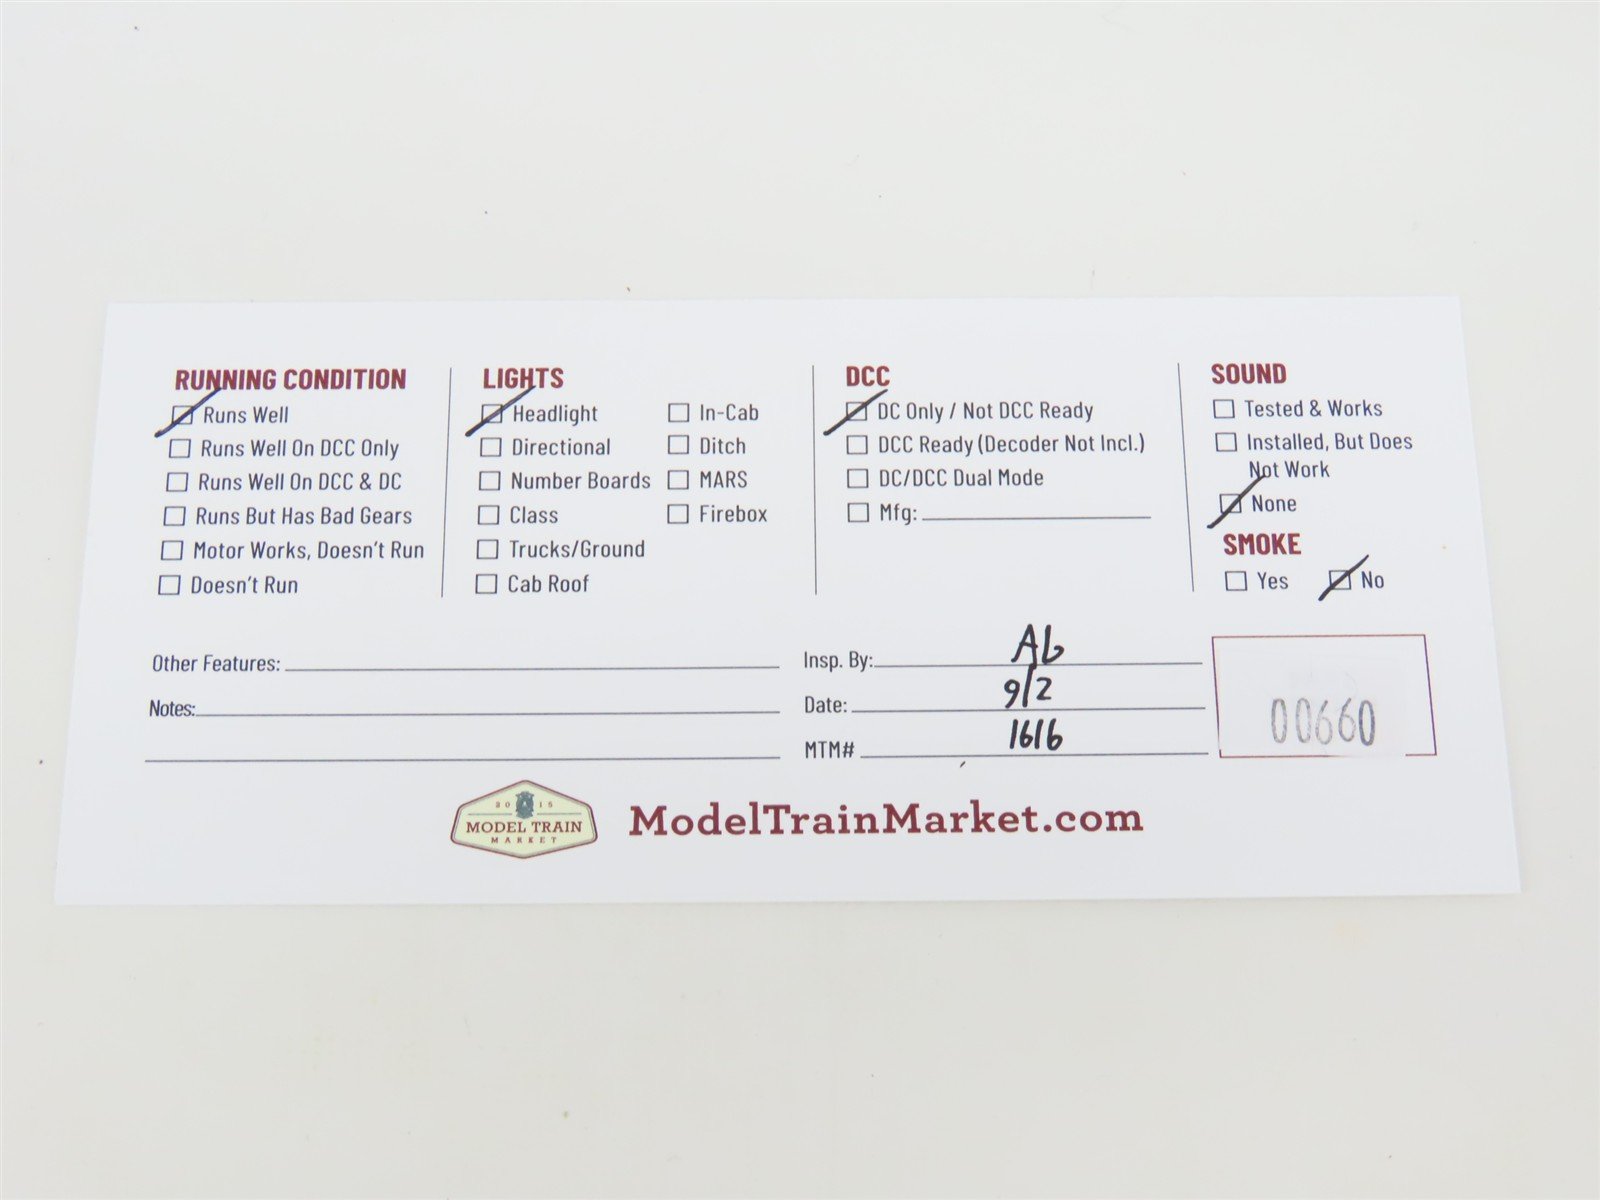 RUNNING CONDITION
Runs Well
Runs Well On DCC Only
Runs Well On DCC & DC
Runs But Has Bad Gears
Motor Works, Doesn't Run
Doesn't Run
LIGHTS
Headlight
Directional
Number Boards
Class
Trucks/Ground
Cab Roof
In-Cab
Ditch
MARS
Firebox
DCC
DC Only / Not DCC Ready
DCC Ready (Decoder Not Incl.)
DC/DCC Dual Mode
Mfg:
SOUND
Tested & Works
Installed, But Does
Not Work
None
SMOKE
Yes No
Other Features:
Notes:
Insp. By: Ab
Date: 9/2
MTM# 1616
00660
2015
MODEL TRAIN
MARKET
ModelTrainMarket.com